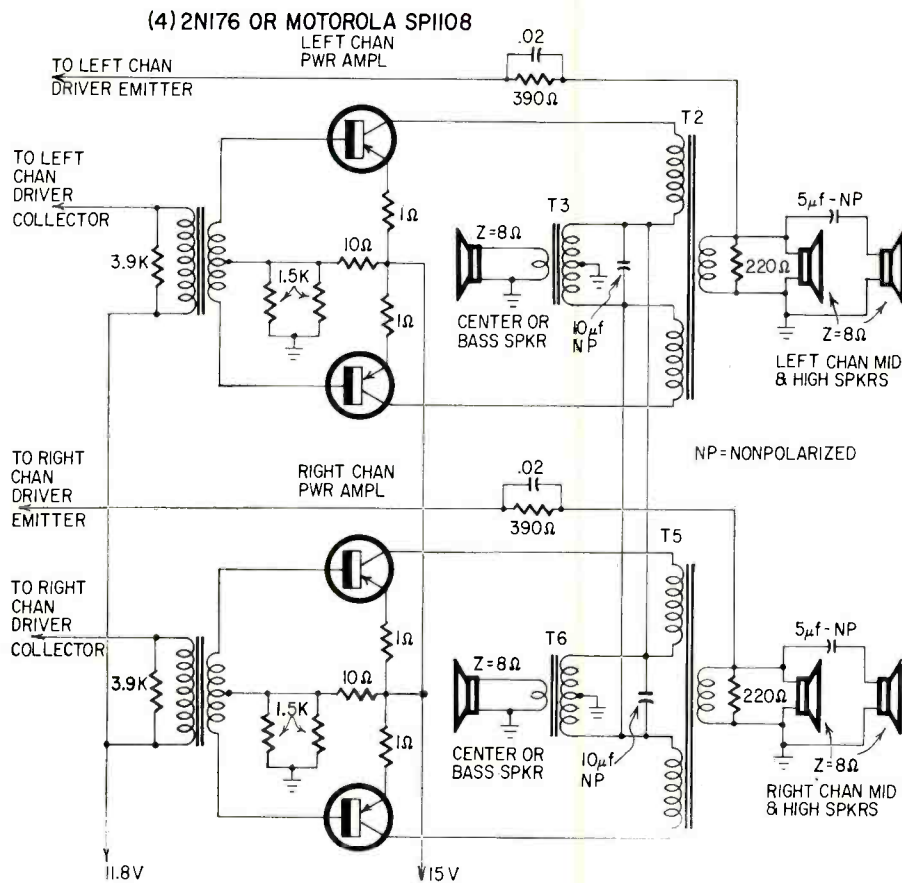 (4) 2N176 OR MOTOROLA SP1108
LEFT CHAN
PWR AMPL
.02
390Ω
TO LEFT CHAN
DRIVER EMITTER
T2
TO LEFT
CHAN
DRIVER
COLLECTOR
3.9K
1.5K
10Ω
1Ω
1Ω
Z=8Ω
T3
CENTER OR
BASS SPKR
10μf
NP
5μf-NP
220Ω
Z=8Ω
LEFT CHAN MID
& HIGH SPKRS
NP=NONPOLARIZED
TO RIGHT
CHAN
DRIVER
EMITTER
RIGHT CHAN
PWR AMPL
.02
390Ω
T5
TO RIGHT
CHAN
DRIVER
COLLECTOR
3.9K
1.5K
10Ω
1Ω
1Ω
Z=8Ω
T6
CENTER OR
BASS SPKR
10μf
NP
5μf-NP
220Ω
Z=8Ω
RIGHT CHAN MID
& HIGH SPKRS
11.8V
15V